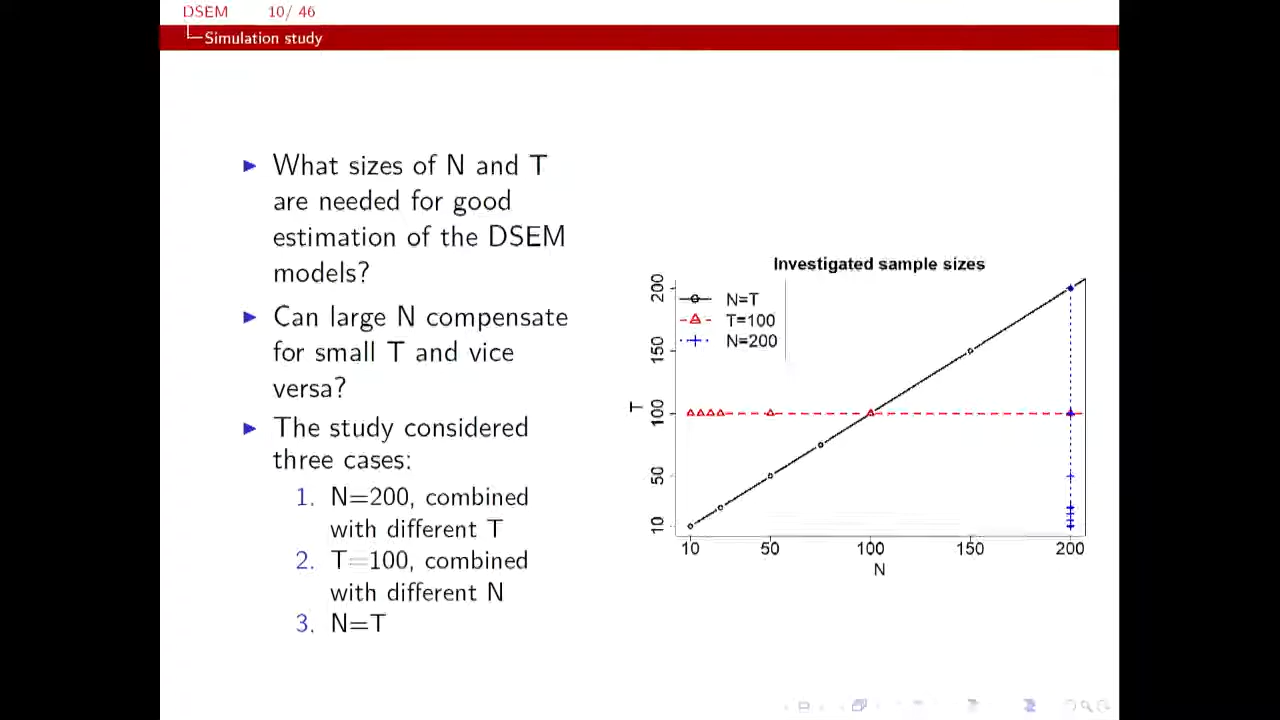 DSEM 10/ 46
Simulation study
What sizes of N and T
are needed for good
estimation of the DSEM
models?
Can large N compensate
for small T and vice
versa?
The study considered
three cases:
1. N=200, combined
with different T
2. T=100, combined
with different N
3. N=T
Investigated sample sizes
N=T
T=100
N=200
T
200
150
100
50
10
10 50 100 150 200
N